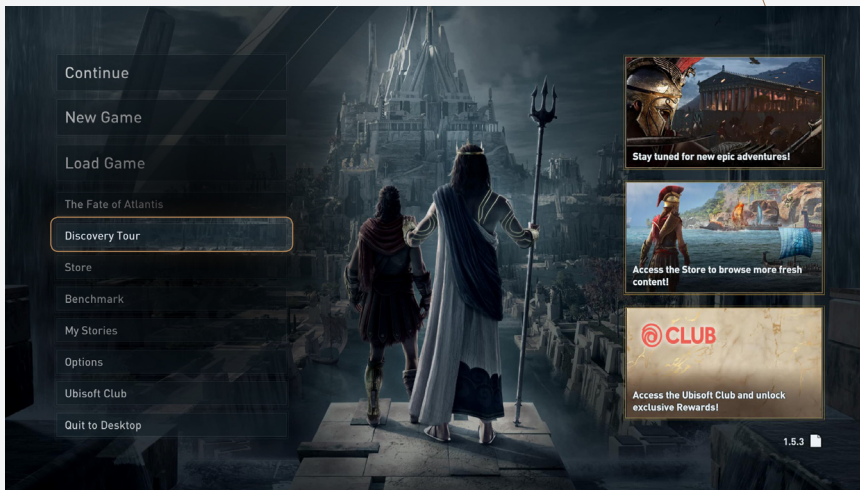 Continue
New Game
Load Game
The Fate of Atlantis
Discovery Tour
Store
Benchmark
My Stories
Options
Ubisoft Club
Quit to Desktop
Stay tuned for new epic adventures!
Access the Store to browse more fresh
content!
CLUB
Access the Ubisoft Club and unlock
exclusive Rewards!
1.5.3